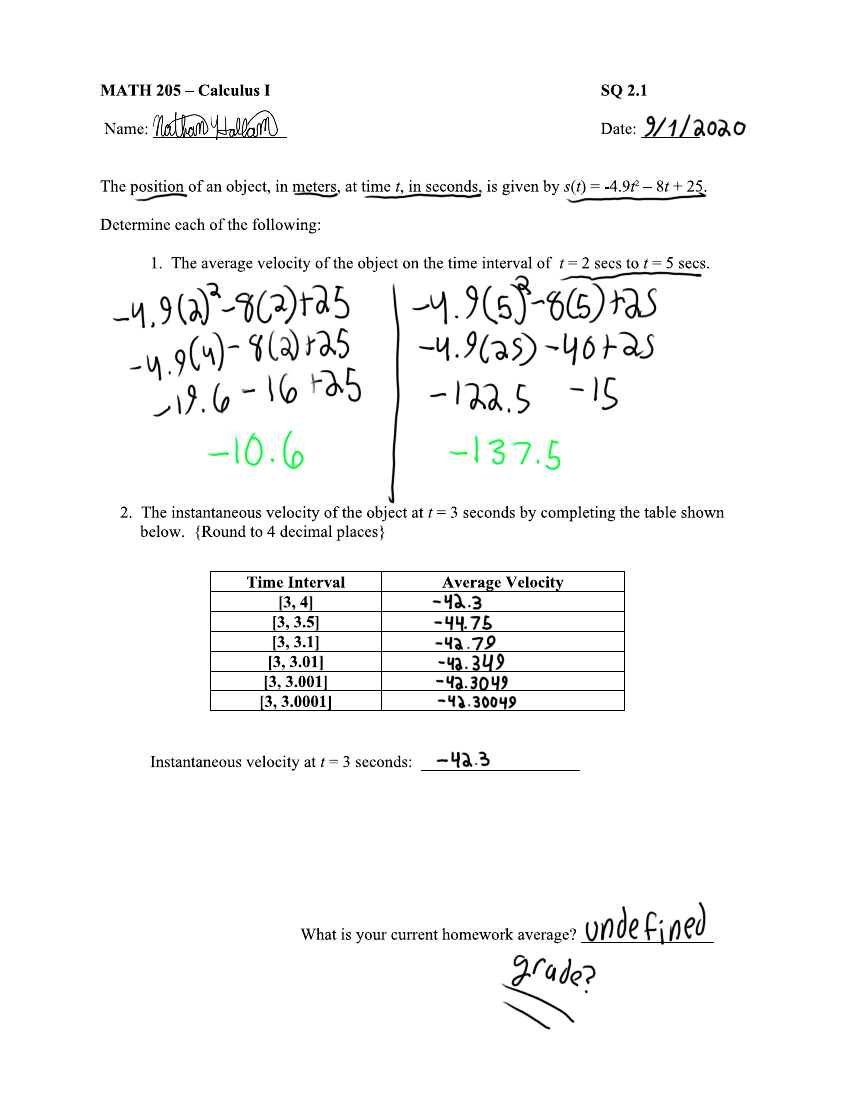 MATH 205 – Calculus I SQ 2.1
Name: Nathan Hallam Date: 9/1/2020
The position of an object, in meters, at time t, in seconds, is given by s(t) = -4.9t² – 8t + 25.
Determine each of the following:
1. The average velocity of the object on the time interval of t = 2 secs to t = 5 secs.
-4.9(2)²-8(2)+25 -4.9(5)²-8(5)+25
-4.9(4)-8(2)+25 -4.9(25)-40+25
-19.6-16+25 -122.5 -15
-10.6 -137.5
2. The instantaneous velocity of the object at t = 3 seconds by completing the table shown
below. {Round to 4 decimal places}
Time Interval Average Velocity
[3, 4] -42.3
[3, 3.5] -44.75
[3, 3.1] -42.79
[3, 3.01] -42.349
[3, 3.001] -42.3049
[3, 3.0001] -42.30049
Instantaneous velocity at t = 3 seconds: -42.3
What is your current homework average? undefined
grade?